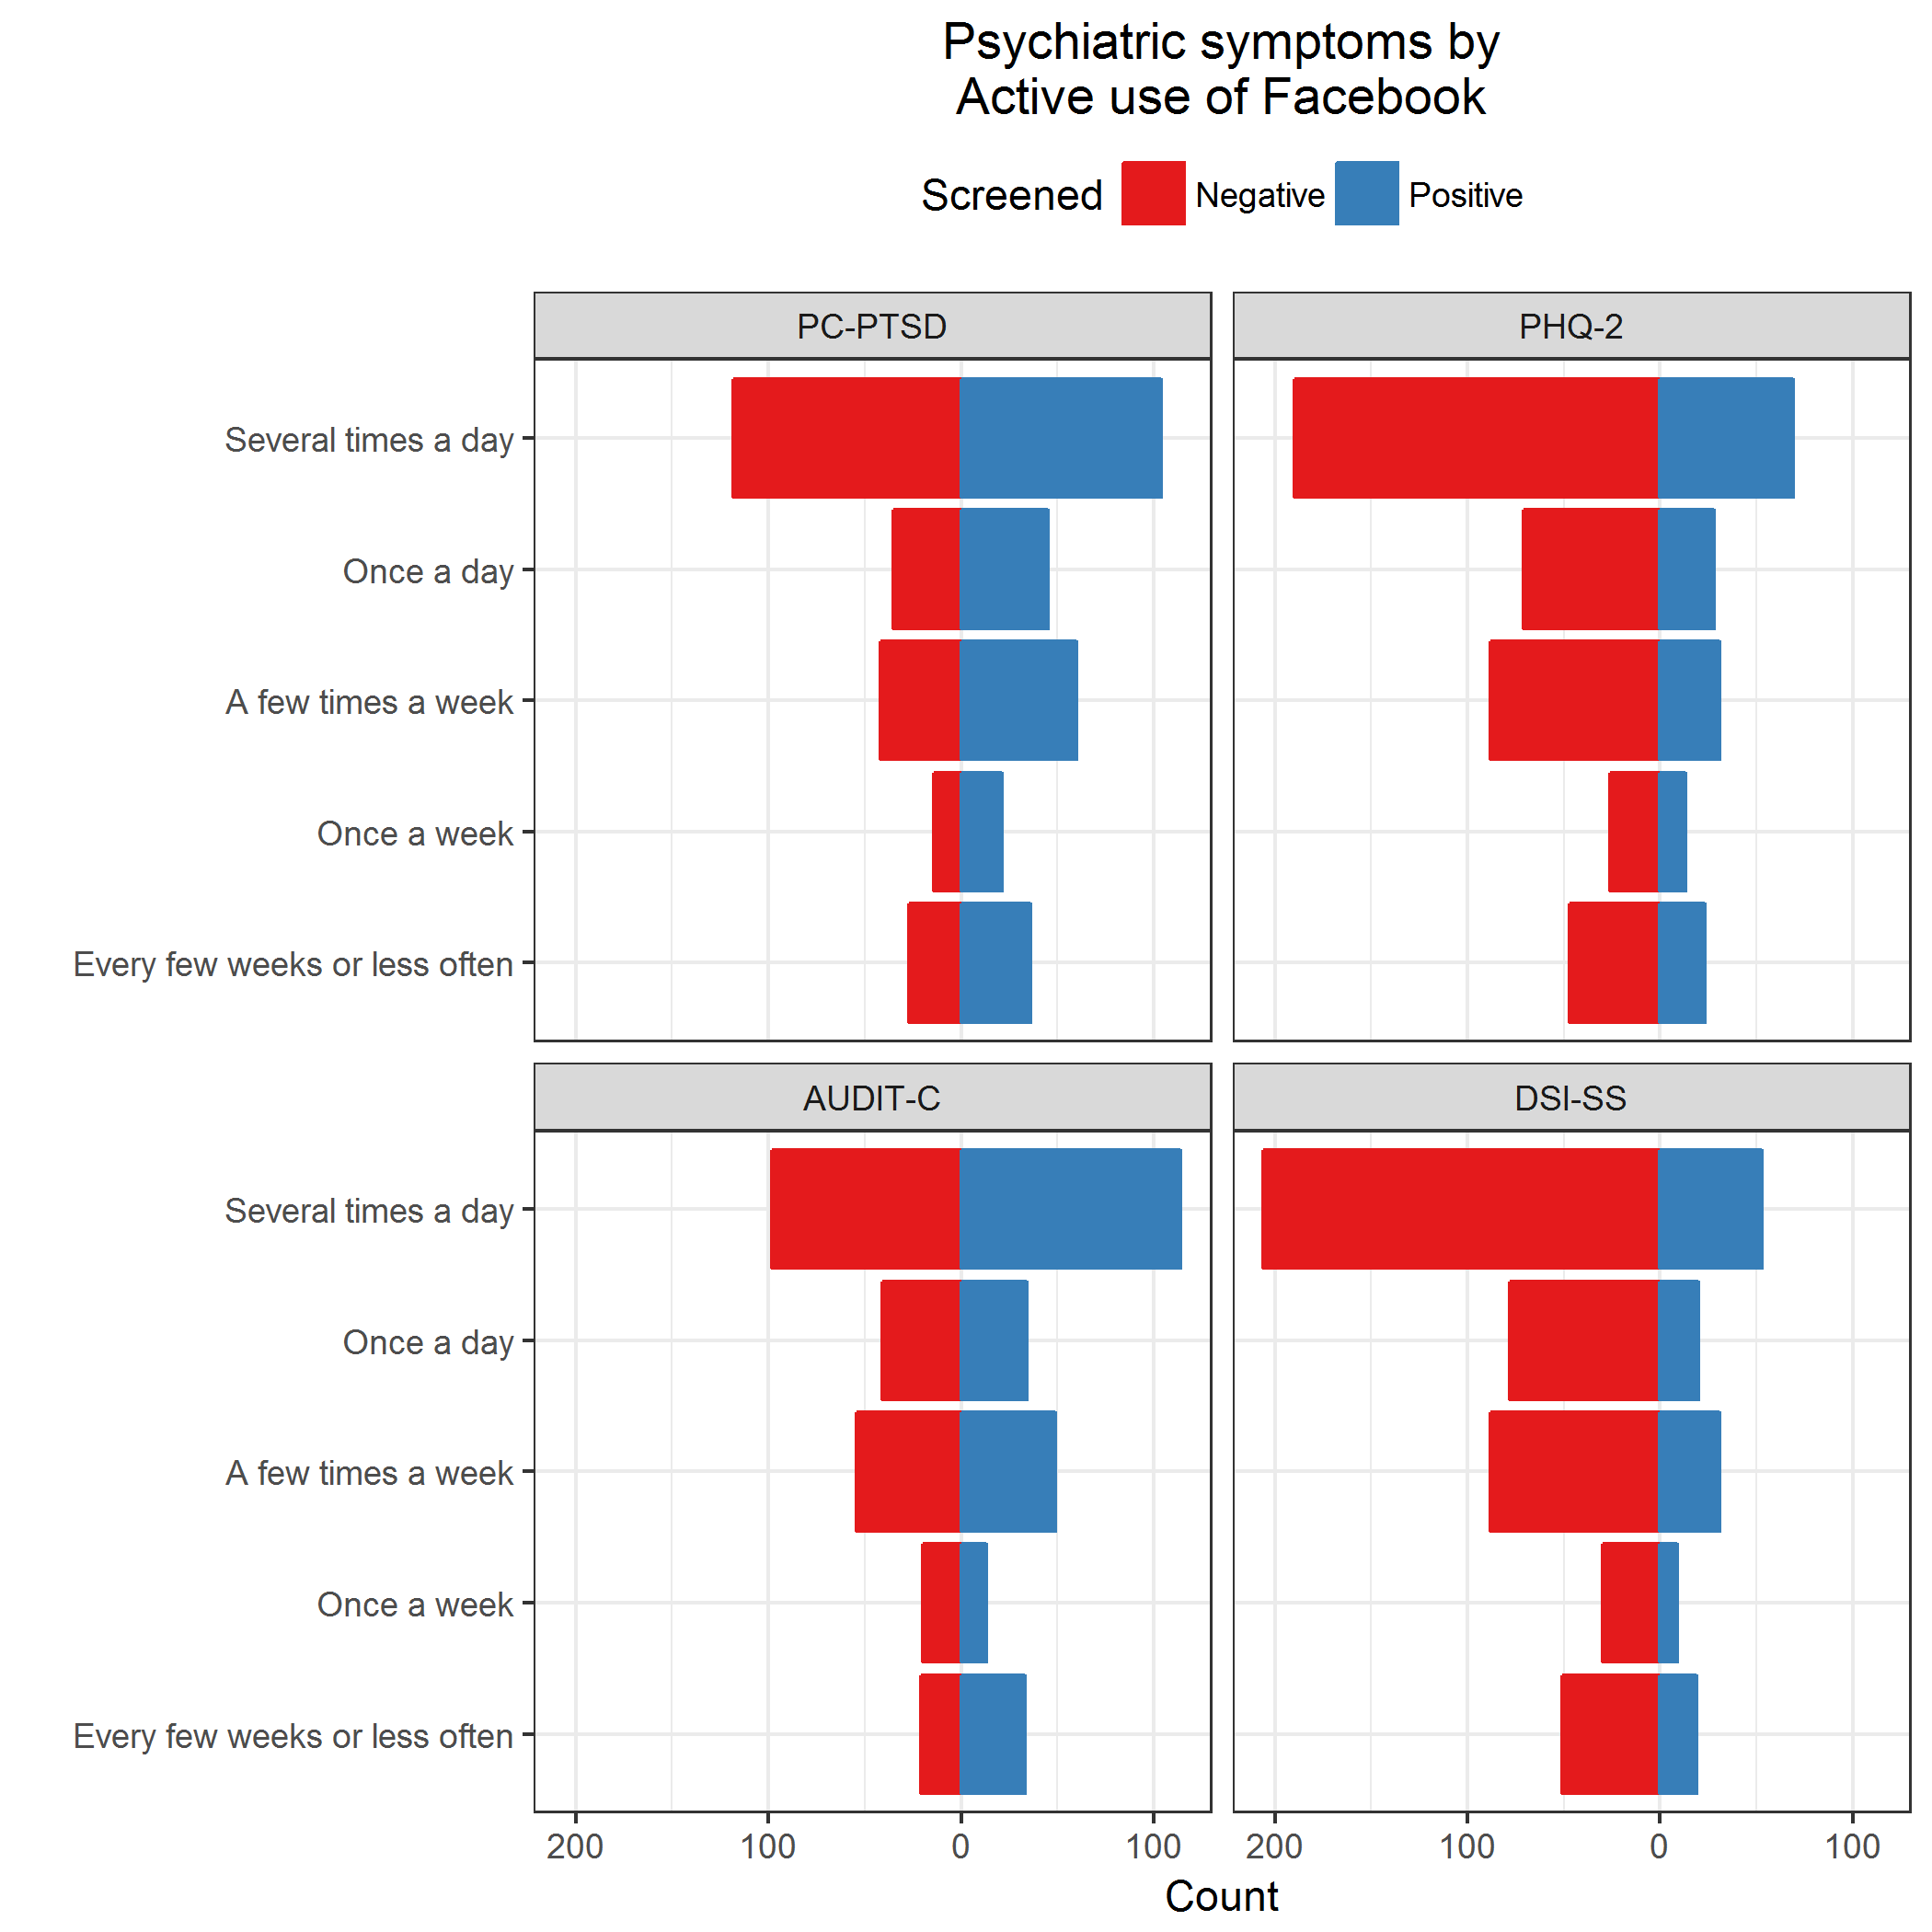 Psychiatric symptoms by
Active use of Facebook
Screened Negative Positive
PC-PTSD PHQ-2
Several times a day
Once a day
A few times a week
Once a week
Every few weeks or less often
AUDIT-C DSI-SS
Several times a day
Once a day
A few times a week
Once a week
Every few weeks or less often
200 100 0 100 200 100 0 100
Count